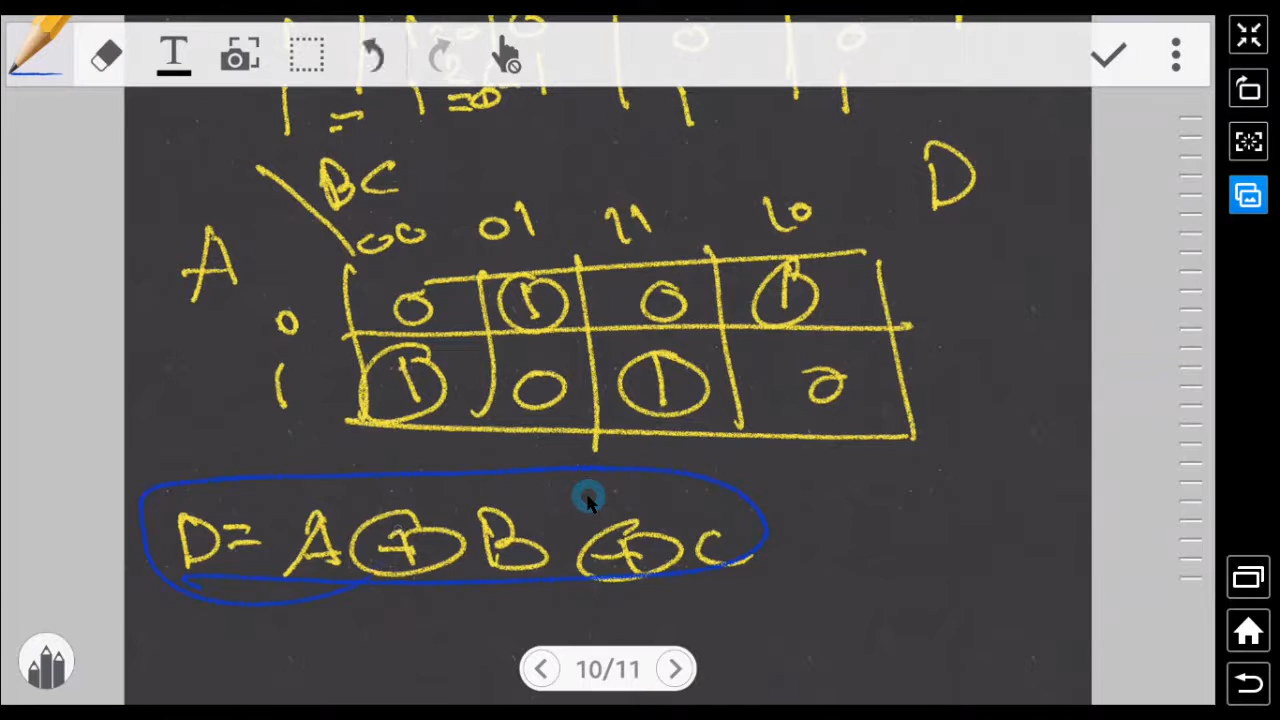 T
BC
D
00 01 11 10
A
0 0 1 0 1
1 1 0 1 0
D= A ⊕ B ⊕ C
10/11